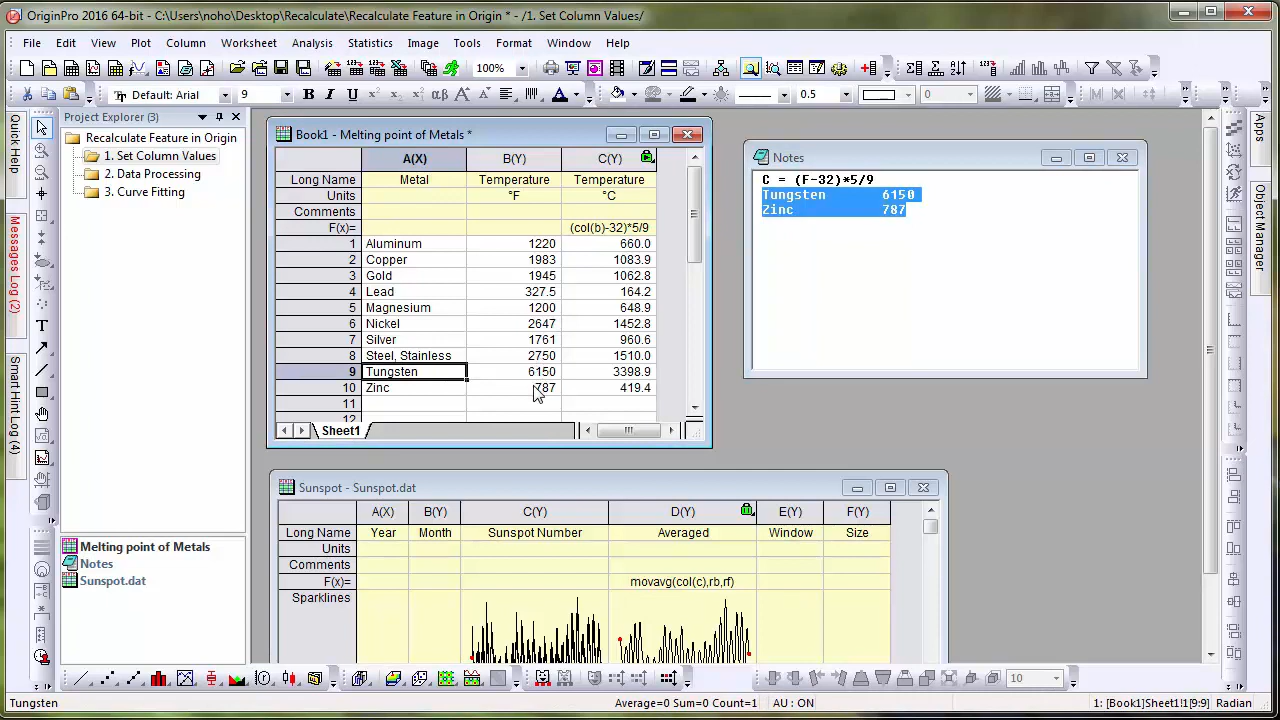 OriginPro 2016 64-bit - C:\Users\noho\Desktop\Recalculate\Recalculate Feature in Origin * - /1. Set Column Values/
File Edit View Plot Column Worksheet Analysis Statistics Image Tools Format Window Help
100%
Default: Arial 9 B I U 0.5 0
Quick Help
Messages Log (2)
SmartHint Log (4)
Project Explorer (3)
Recalculate Feature in Origin
1. Set Column Values
2. Data Processing
3. Curve Fitting
Melting point of Metals
Notes
Sunspot.dat
Book1 - Melting point of Metals *
A(X) B(Y) C(Y)
Long Name Metal Temperature Temperature
Units °F °C
Comments
F(x)= (col(b)-32)*5/9
1 Aluminum 1220 660.0
2 Copper 1983 1083.9
3 Gold 1945 1062.8
4 Lead 327.5 164.2
5 Magnesium 1200 648.9
6 Nickel 2647 1452.8
7 Silver 1761 960.6
8 Steel, Stainless 2750 1510.0
9 Tungsten 6150 3398.9
10 Zinc 787 419.4
11
12
Sheet1
Notes
C = (F-32)*5/9
Tungsten 6150
Zinc 787
Sunspot - Sunspot.dat
A(X) B(Y) C(Y) D(Y) E(Y) F(Y)
Long Name Year Month Sunspot Number Averaged Window Size
Units
Comments
F(x)= movavg(col(c),rb,rf)
Sparklines
Apps
Object Manager
10
Tungsten Average=0 Sum=0 Count=1 AU : ON 1: [Book1]Sheet1!1[9:9] Radian